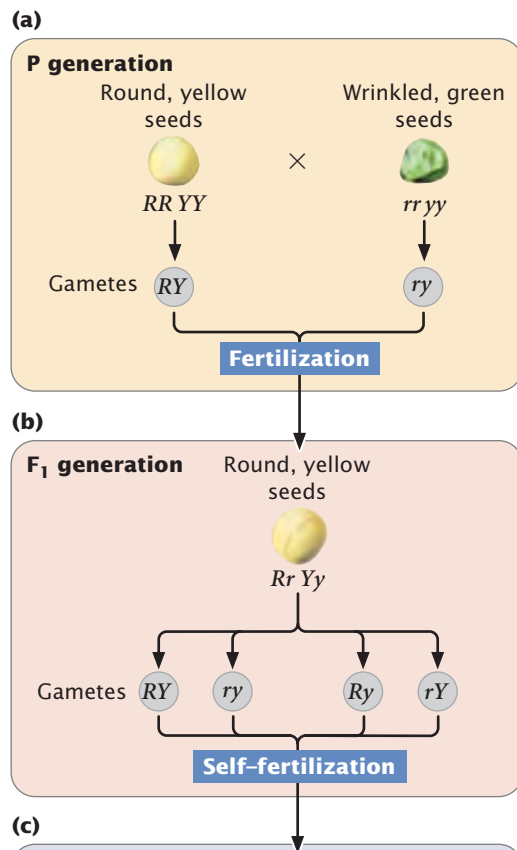 (a)
P generation
Round, yellow
seeds
Wrinkled, green
seeds
×
RR YY
rr yy
Gametes
RY
ry
Fertilization
(b)
F₁ generation
Round, yellow
seeds
Rr Yy
Gametes
RY
ry
Ry
rY
Self–fertilization
(c)